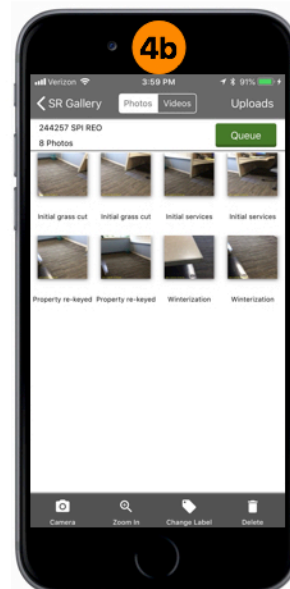 4b
Verizon 3:59 PM 91%
SR Gallery Photos Videos Uploads
244257 SPI REO
8 Photos
Queue
Initial grass cut Initial grass cut Initial services Initial services
Property re-keyed Property re-keyed Winterization Winterization
Camera Zoom In Change Label Delete